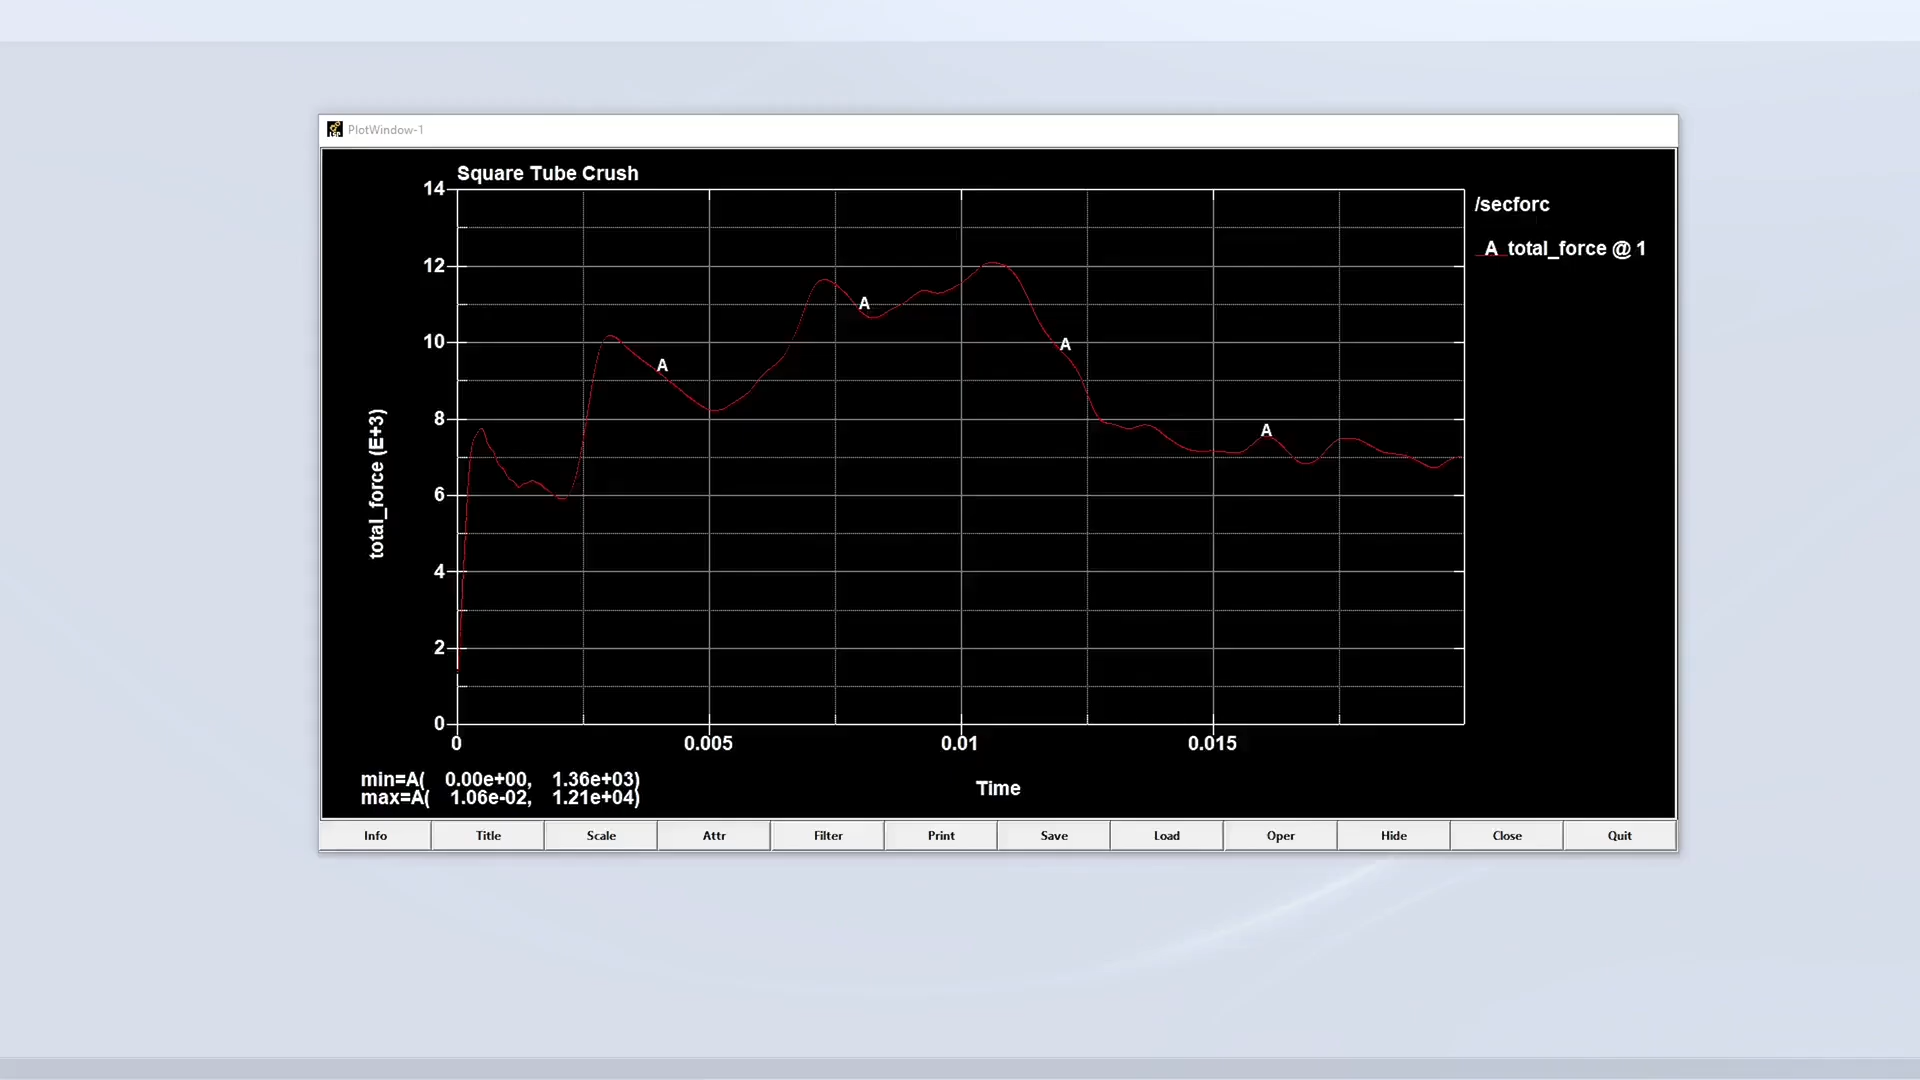 PlotWindow-1
Square Tube Crush
14
12
10
8
6
4
2
0
total_force (E+3)
0 0.005 0.01 0.015
Time
/secforc
A total_force @ 1
A
A
A
A
min=A( 0.00e+00, 1.36e+03)
max=A( 1.06e-02, 1.21e+04)
Info Title Scale Attr Filter Print Save Load Oper Hide Close Quit